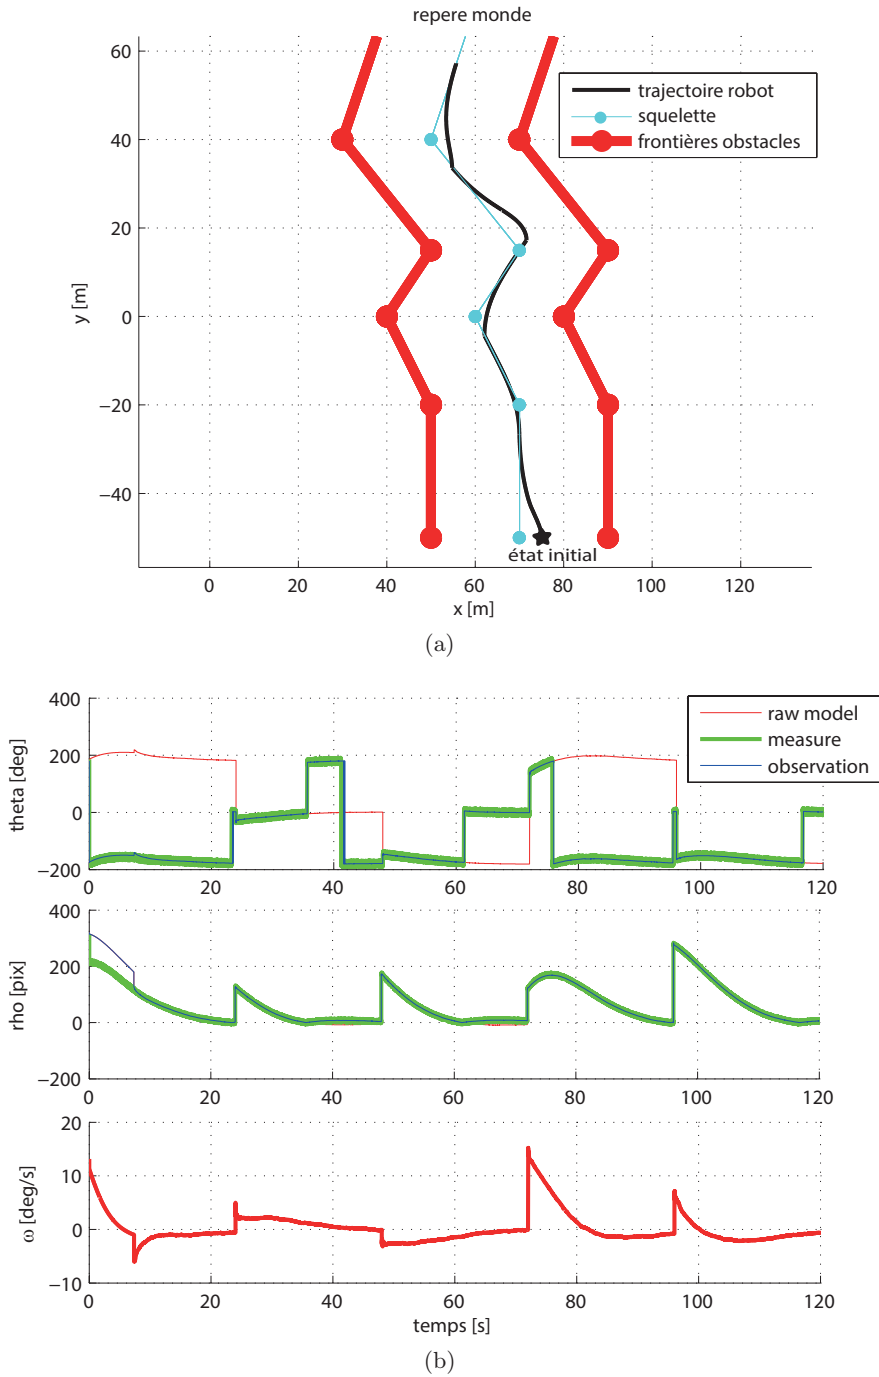 repere monde
60
40
20
0
−20
−40
y [m]
trajectoire robot
squelette
frontières obstacles
état initial
0 20 40 60 80 100 120
x [m]
(a)
400
200
0
−200
theta [deg]
raw model
measure
observation
0 20 40 60 80 100 120
400
200
0
−200
rho [pix]
0 20 40 60 80 100 120
20
10
0
−10
ω [deg/s]
0 20 40 60 80 100 120
temps [s]
(b)